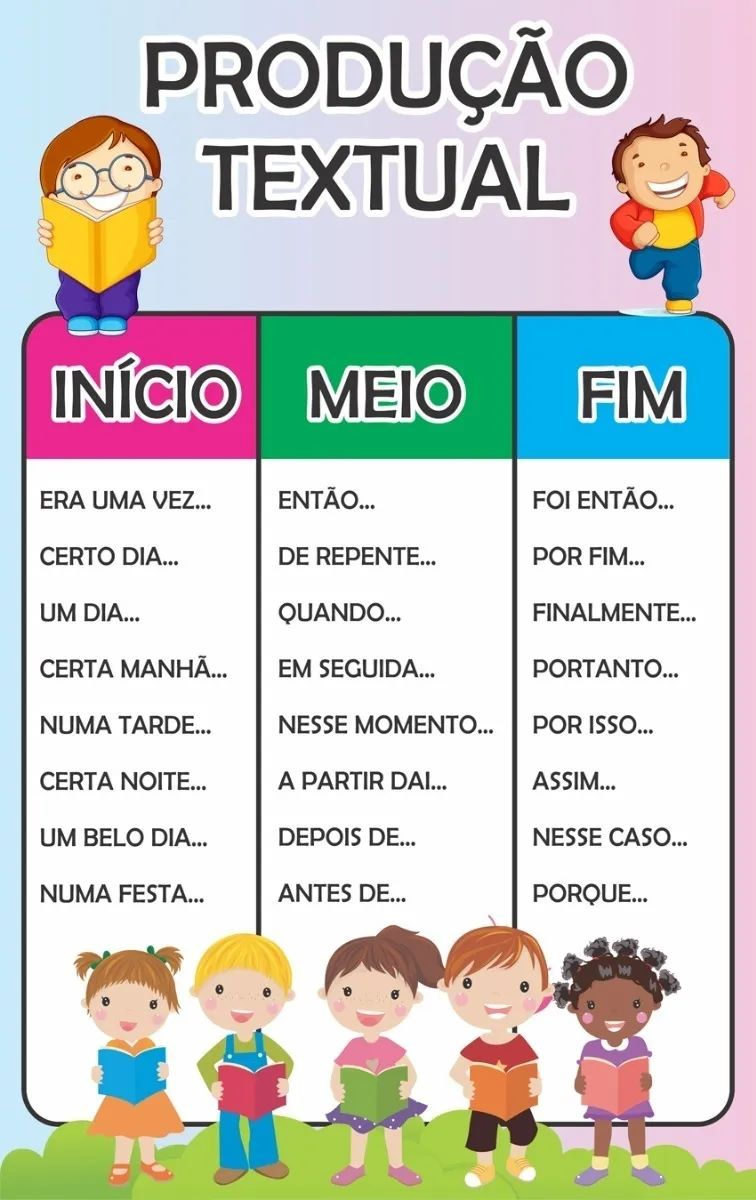 PRODUÇÃO
TEXTUAL
INÍCIO
ERA UMA VEZ...
CERTO DIA...
UM DIA...
CERTA MANHÃ...
NUMA TARDE...
CERTA NOITE...
UM BELO DIA...
NUMA FESTA...
MEIO
ENTÃO...
DE REPENTE...
QUANDO...
EM SEGUIDA...
NESSE MOMENTO...
A PARTIR DAI...
DEPOIS DE...
ANTES DE...
FIM
FOI ENTÃO...
POR FIM...
FINALMENTE...
PORTANTO...
POR ISSO...
ASSIM...
NESSE CASO...
PORQUE...